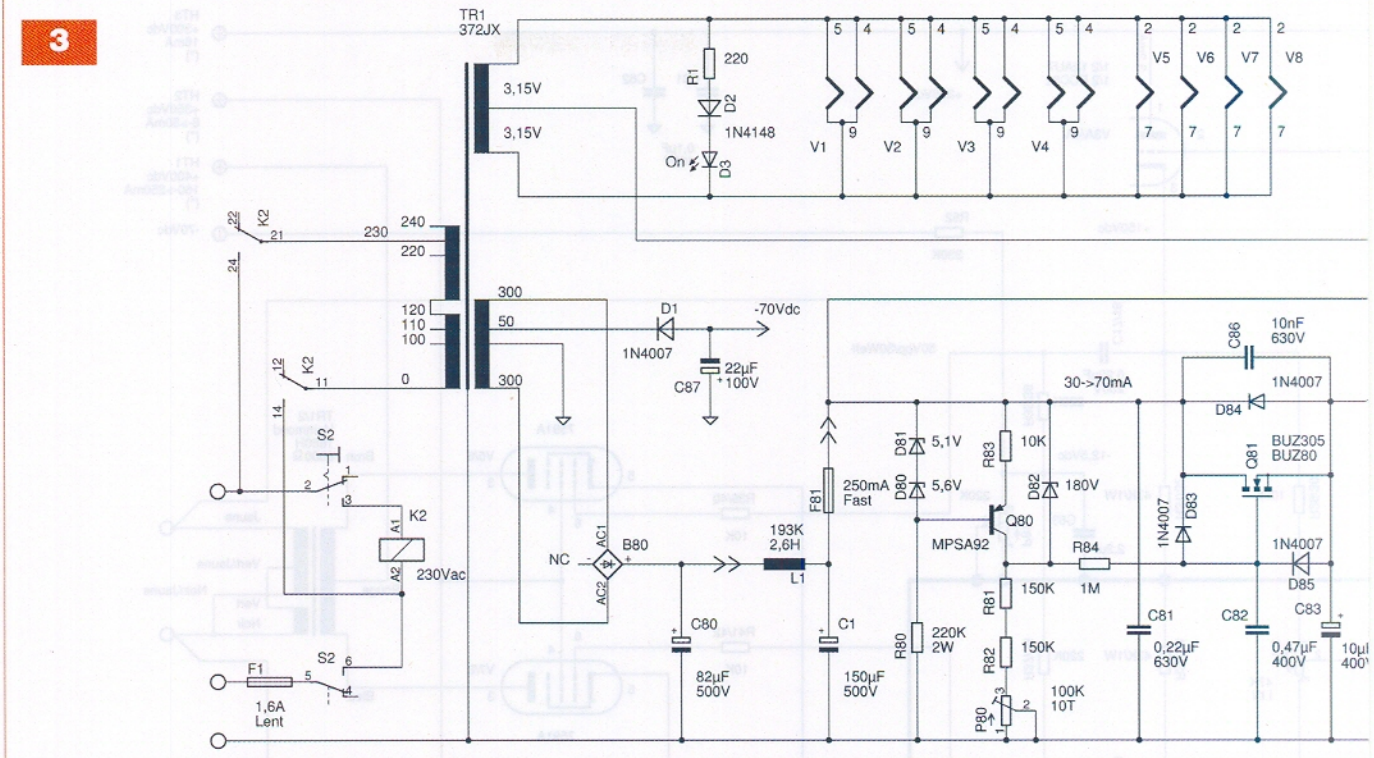 3
TR1
372JX
3,15V
3,15V
R1
220
D2
1N4148
On
D3
5
4
9
V1
5
4
9
V2
5
4
9
V3
5
4
9
V4
2
V5
7
2
V6
7
2
V7
7
2
V8
7
22
K2
21
24
230
240
220
120
110
100
0
12
K2
11
14
300
50
300
D1
1N4007
-70Vdc
C87
22µF
+100V
S2
1
2
3
K2
A1
A2
230Vac
S2
6
5
4
F1
1,6A
Lent
NC
-
AC1
B80
+
AC2
+
C80
82µF
500V
193K
2,6H
L1
F81
250mA
Fast
+
C1
150µF
500V
D81
5,1V
D80
5,6V
R80
220K
2W
R83
10K
D82
180V
Q80
MPSA92
R84
1M
R81
150K
R82
150K
P80
3
2
1
100K
10T
30->70mA
C81
0,22µF
630V
C86
10nF
630V
D84
1N4007
Q81
BUZ305
BUZ80
1N4007
D83
1N4007
D85
C82
0,47µF
400V
C83
+
10µ
400V